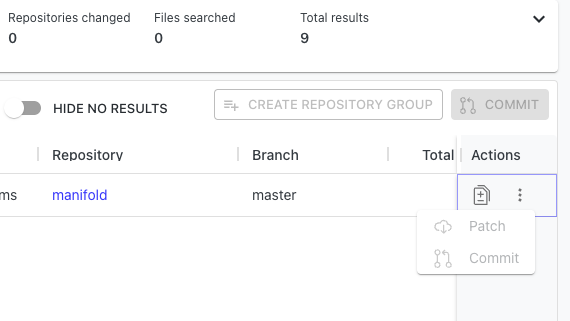 Repositories changed Files searched Total results
0 0 9
HIDE NO RESULTS CREATE REPOSITORY GROUP COMMIT
Repository Branch Total Actions
ms manifold master
Patch
Commit